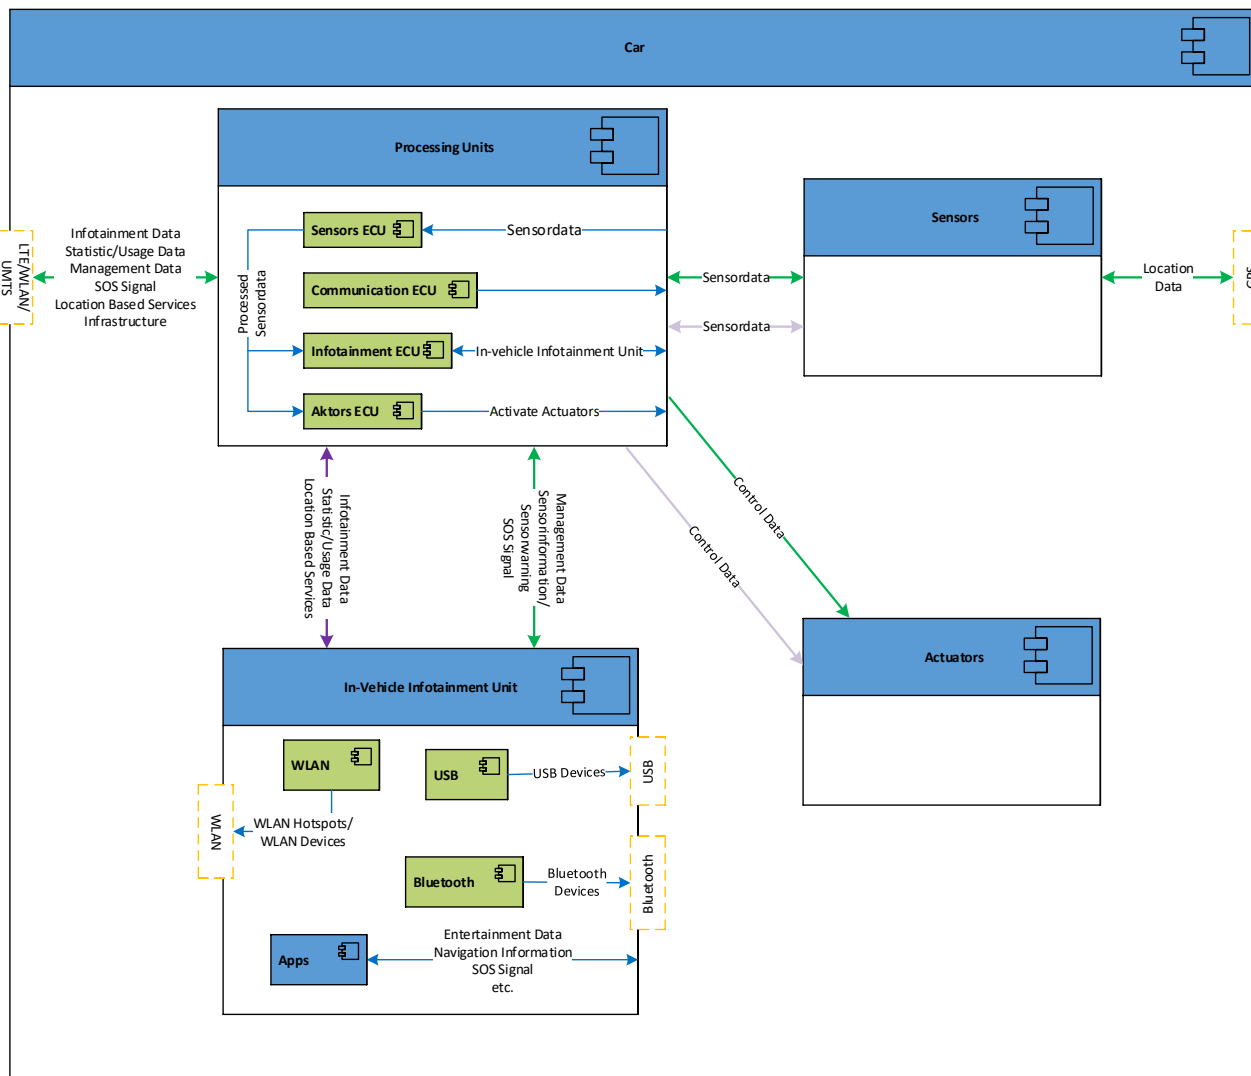 Car
Processing Units
Sensors ECU
Sensordata
Communication ECU
Processed
Sensordata
Infotainment ECU
In-vehicle Infotainment Unit
Aktors ECU
Activate Actuators
Infotainment Data
Statistic/Usage Data
Management Data
SOS Signal
Location Based Services
Infrastructure
LTE/WLAN/
UMTS
Sensordata
Sensordata
Sensors
Location
Data
GPS
Infotainment Data
Statistic/Usage Data
Location Based Services
Management Data
Sensorinformation/
Sensorwarning
SOS Signal
Control Data
Control Data
Actuators
In-Vehicle Infotainment Unit
WLAN
USB
USB Devices
USB
WLAN
WLAN Hotspots/
WLAN Devices
Bluetooth
Bluetooth
Devices
Bluetooth
Apps
Entertainment Data
Navigation Information
SOS Signal
etc.